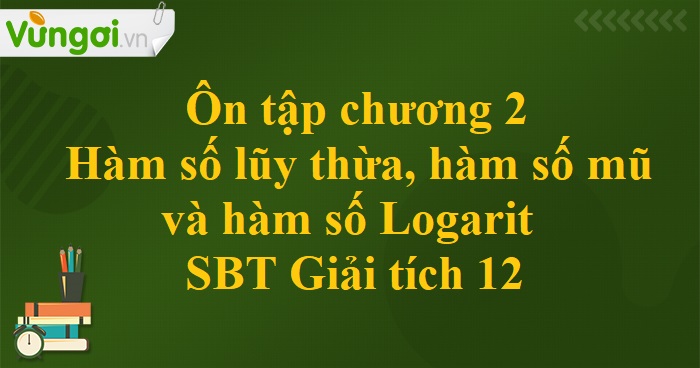 Vừngơi.vn
Ôn tập chương 2
Hàm số lũy thừa, hàm số mũ
và hàm số Logarit
SBT Giải tích 12